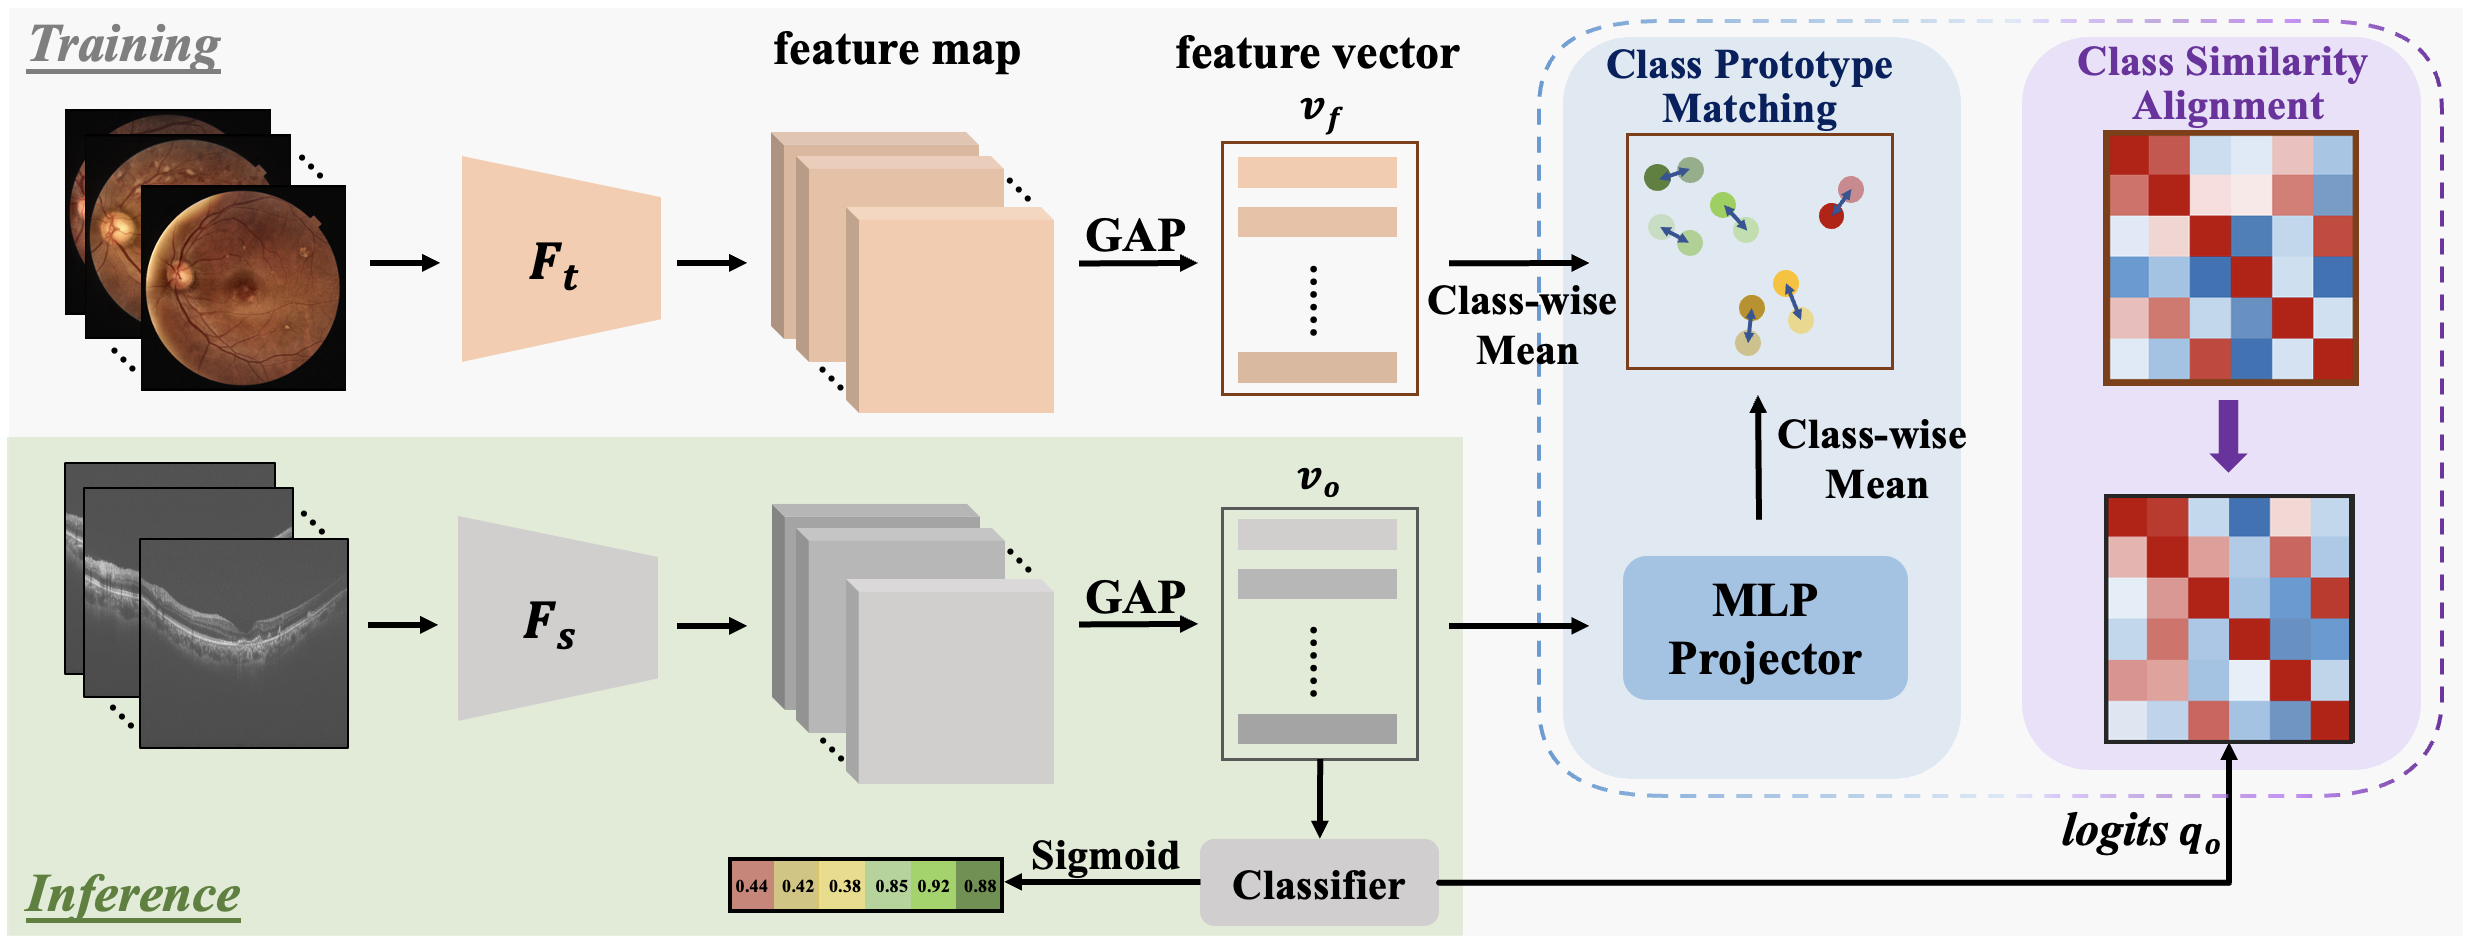 Training
feature map
feature vector
v_f
Class Prototype
Matching
Class Similarity
Alignment
F_t
GAP
Class-wise
Mean
Class-wise
Mean
v_o
F_s
GAP
MLP
Projector
logits q_o
Sigmoid
Classifier
0.44 0.42 0.38 0.85 0.92 0.88
Inference